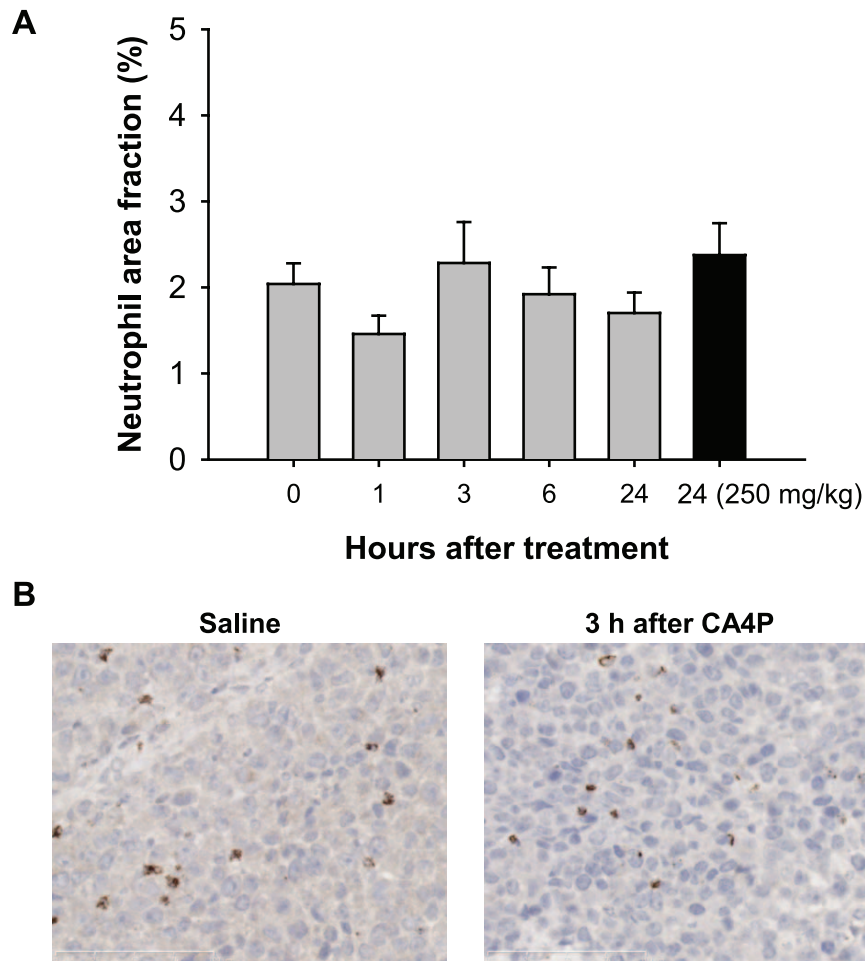 A
Neutrophil area fraction (%)
5
4
3
2
1
0
0 1 3 6 24 24 (250 mg/kg)
Hours after treatment
B
Saline 3 h after CA4P